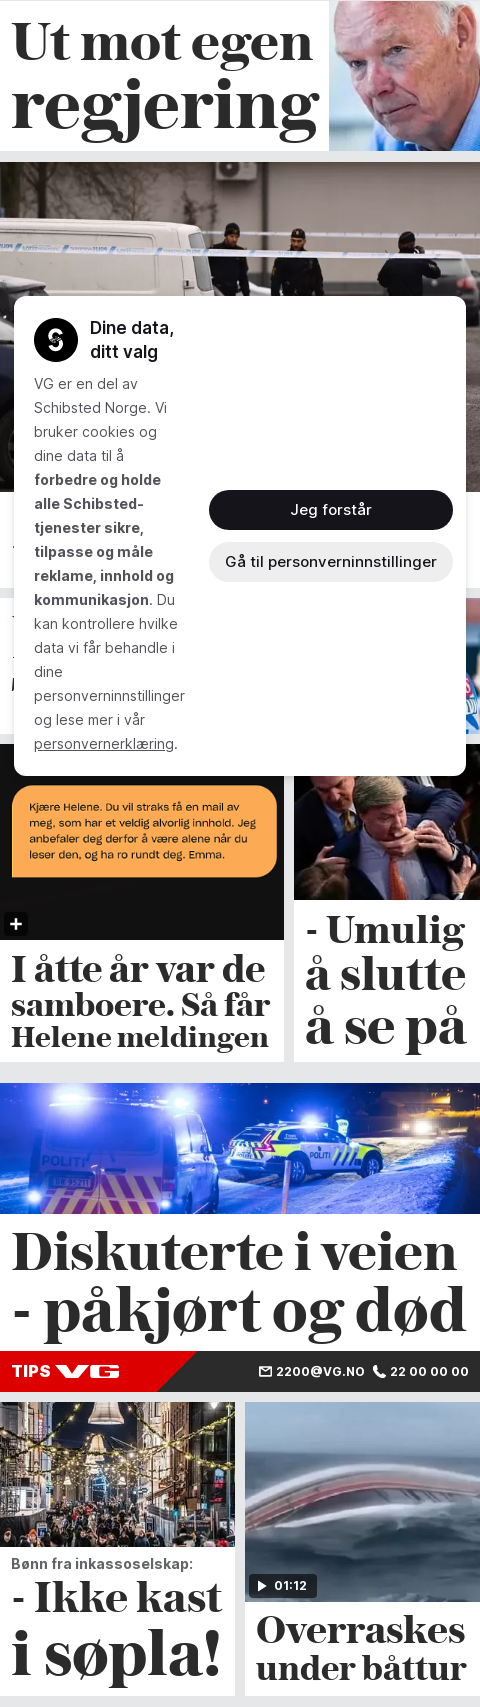 Ut mot egen
regjering
Dine data,
ditt valg
VG er en del av
Schibsted Norge. Vi
bruker cookies og
dine data til å
forbedre og holde
alle Schibsted-
tjenester sikre,
tilpasse og måle
reklame, innhold og
kommunikasjon. Du
kan kontrollere hvilke
data vi får behandle i
dine
personverninnstillinger
og lese mer i vår
personvernerklæring.
Jeg forstår
Gå til personverninnstillinger
Kjære Helene. Du vil straks få en mail av
meg, som har et veldig alvorlig innhold. Jeg
anbefaler deg derfor å være alene når du
leser den, og ha ro rundt deg. Emma.
I åtte år var de
samboere. Så får
Helene meldingen
- Umulig
å slutte
å se på
POLITI
POLITI
Diskuterte i veien
- påkjørt og død
TIPS VG
2200@VG.NO
22 00 00 00
Bønn fra inkassoselskap:
- Ikke kast
i søpla!
01:12
Overraskes
under båttur